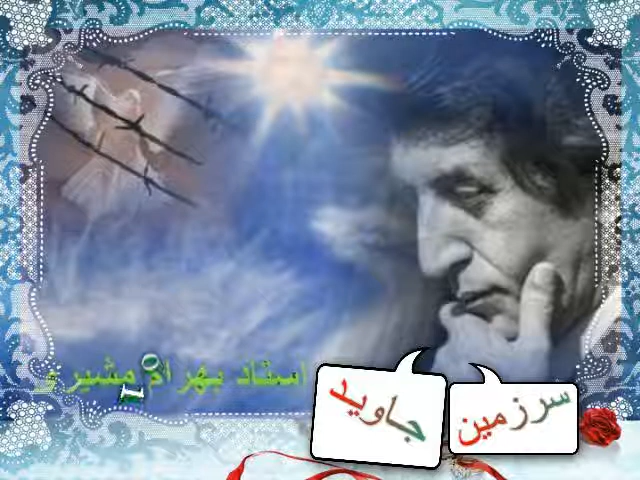 استاد بهرام مشیری
سرزمین
جاوید